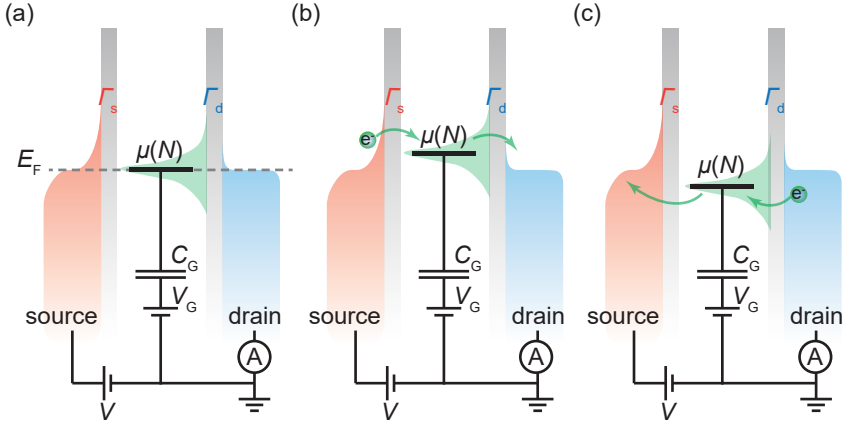 (a)
Γs
Γd
EF
μ(N)
CG
VG
source
drain
A
V
(b)
Γs
Γd
e-
μ(N)
CG
VG
source
drain
A
V
(c)
Γs
Γd
μ(N)
e-
CG
VG
source
drain
A
V